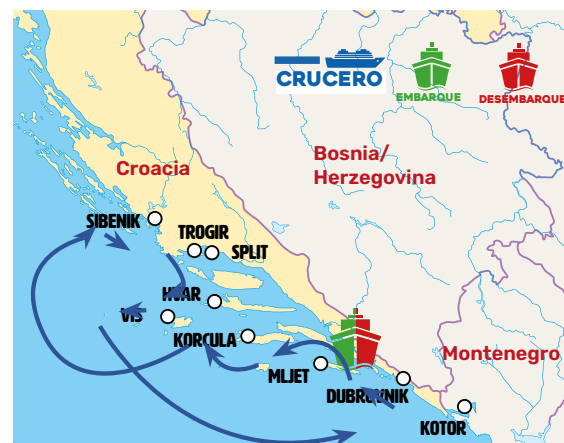 CRUCERO
EMBARQUE
DESEMBARQUE
Croacia
Bosnia/
Herzegovina
SIBENIK
TROGIR
SPLIT
HVAR
VIS
KORCULA
MLJET
DUBROVNIK
Montenegro
KOTOR